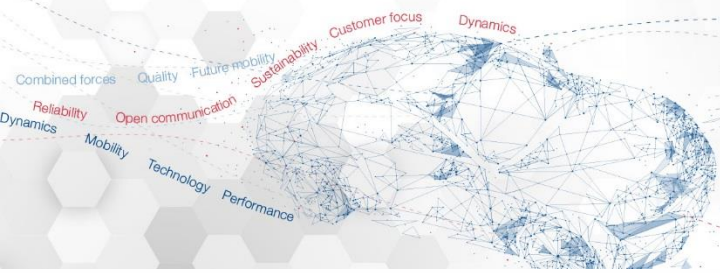 Customer focus
Dynamics
Sustainability
Combined forces
Quality
Future mobility
Reliability
Open communication
Dynamics
Mobility
Technology
Performance